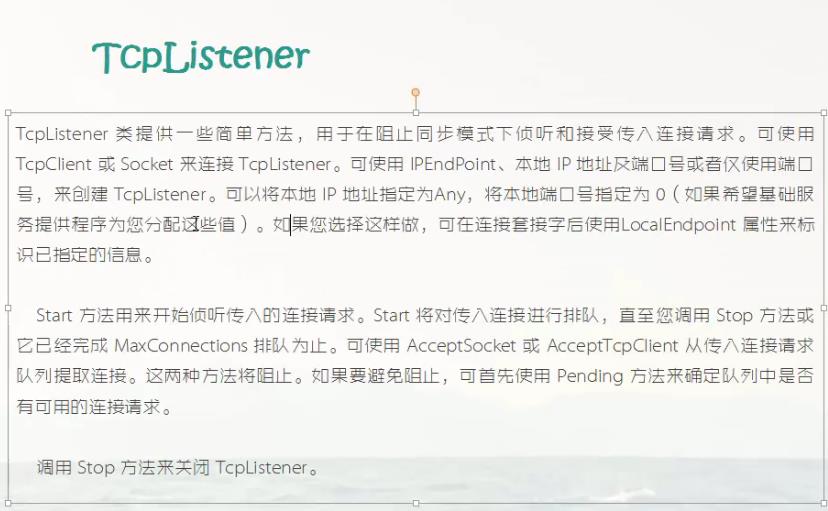 TcpListener
TcpListener 类提供一些简单方法，用于在阻止同步模式下侦听和接受传入连接请求。可使用
TcpClient 或 Socket 来连接 TcpListener。可使用 IPEndPoint、本地 IP 地址及端口号或者仅使用端口
号，来创建 TcpListener。可以将本地 IP 地址指定为Any，将本地端口号指定为 0（如果希望基础服
务提供程序为您分配这些值）。如果您选择这样做，可在连接套接字后使用LocalEndpoint 属性来标
识已指定的信息。
Start 方法用来开始侦听传入的连接请求。Start 将对传入连接进行排队，直至您调用 Stop 方法或
它已经完成 MaxConnections 排队为止。可使用 AcceptSocket 或 AcceptTcpClient 从传入连接请求
队列提取连接。这两种方法将阻止。如果要避免阻止，可首先使用 Pending 方法来确定队列中是否
有可用的连接请求。
调用 Stop 方法来关闭 TcpListener。